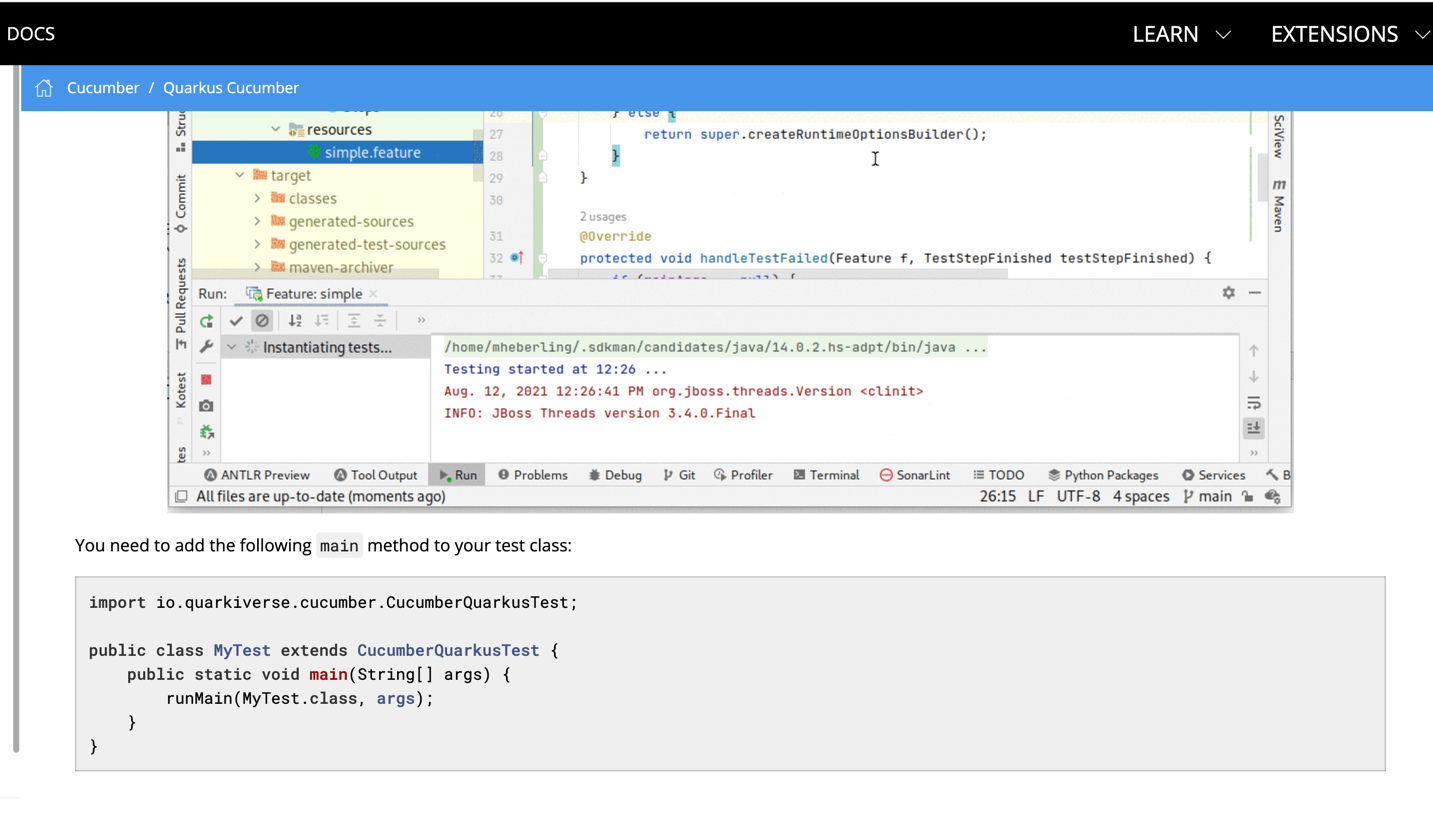 DOCS LEARN EXTENSIONS
Cucumber / Quarkus Cucumber
26 } else {
resources 27 return super.createRuntimeOptionsBuilder();
simple.feature 28 }
target 29 }
classes 30
generated-sources 2 usages
31 @Override
generated-test-sources
32 protected void handleTestFailed(Feature f, TestStepFinished testStepFinished) {
maven-archiver
SciView
Maven
Commit
Pull Requests
Kotest
Run: Feature: simple
Instantiating tests...
/home/mheberling/.sdkman/candidates/java/14.0.2.hs-adpt/bin/java ...
Testing started at 12:26 ...
Aug. 12, 2021 12:26:41 PM org.jboss.threads.Version <clinit>
INFO: JBoss Threads version 3.4.0.Final
ANTLR Preview Tool Output Run Problems Debug Git Profiler Terminal SonarLint TODO Python Packages Services B
All files are up-to-date (moments ago) 26:15 LF UTF-8 4 spaces main
You need to add the following main method to your test class:
import io.quarkiverse.cucumber.CucumberQuarkusTest;
public class MyTest extends CucumberQuarkusTest {
public static void main(String[] args) {
runMain(MyTest.class, args);
}
}